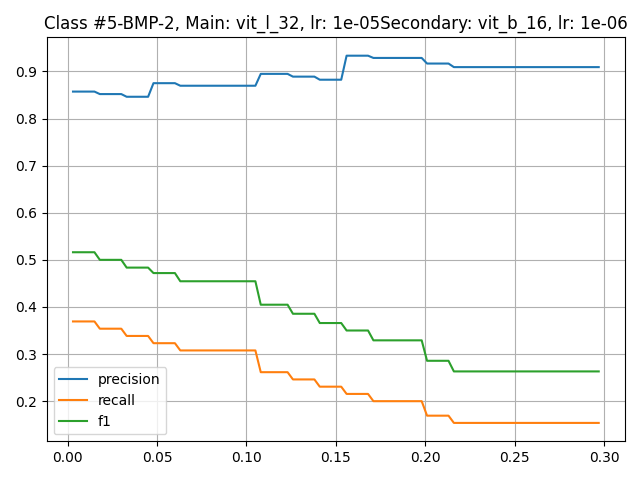 Class #5-BMP-2, Main: vit_l_32, lr: 1e-05Secondary: vit_b_16, lr: 1e-06
0.9
0.8
0.7
0.6
0.5
0.4
0.3
0.2
precision
recall
f1
0.00 0.05 0.10 0.15 0.20 0.25 0.30